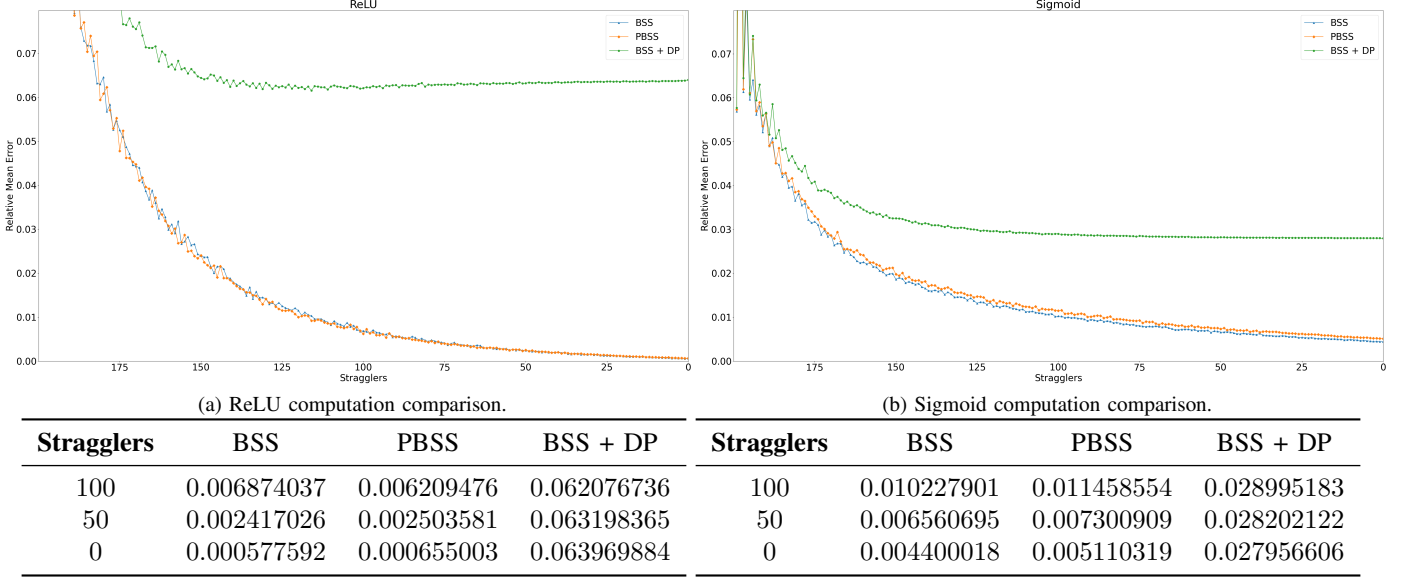 ReLU
BSS
PBSS
BSS + DP
0.07
0.06
0.05
0.04
0.03
0.02
0.01
0.00
Relative Mean Error
175 150 125 100 75 50 25 0
Stragglers
(a) ReLU computation comparison.
Sigmoid
BSS
PBSS
BSS + DP
0.07
0.06
0.05
0.04
0.03
0.02
0.01
0.00
Relative Mean Error
175 150 125 100 75 50 25 0
Stragglers
(b) Sigmoid computation comparison.
Stragglers BSS PBSS BSS + DP
100 0.006874037 0.006209476 0.062076736
50 0.002417026 0.002503581 0.063198365
0 0.000577592 0.000655003 0.063969884
Stragglers BSS PBSS BSS + DP
100 0.010227901 0.011458554 0.028995183
50 0.006560695 0.007300909 0.028202122
0 0.004400018 0.005110319 0.027956606